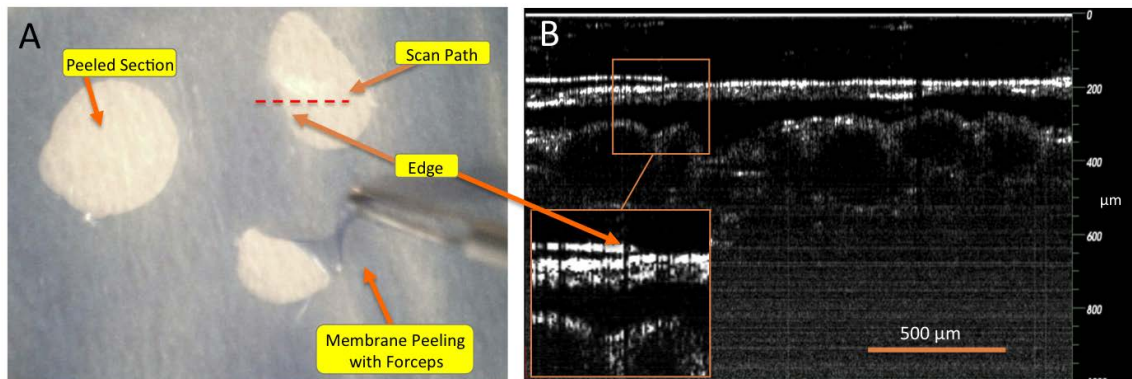 A
Peeled Section
Scan Path
Edge
Membrane Peeling
with Forceps
B
0
200
400
µm
600
800
500 µm